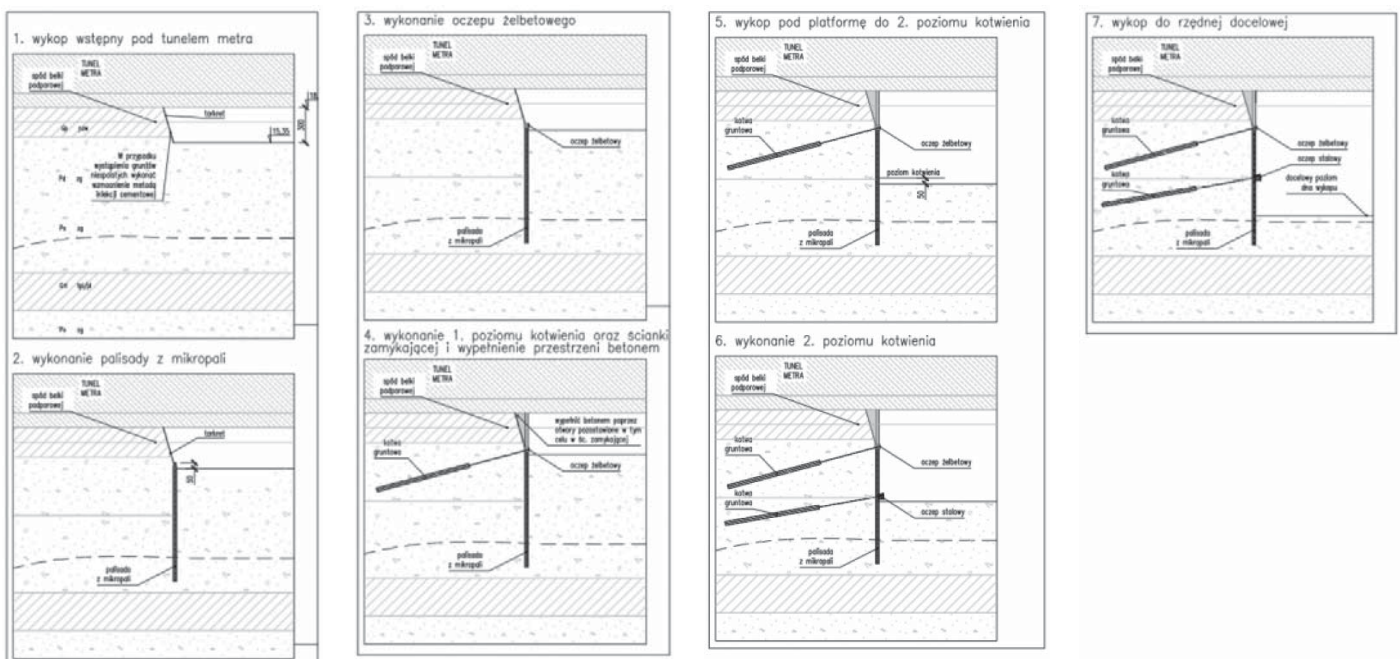 1. wykop wstępny pod tunelem metra
TUNEL
METRA
spód belki
podporowej
torkret
300
15,35
W przypadku
wystąpienia gruntów
niespoistych wykonać
wzmocnienie metodą
iniekcji cementowej
2. wykonanie palisady z mikropali
TUNEL
METRA
spód belki
podporowej
torkret
50
palisada
z mikropali
3. wykonanie oczepu żelbetowego
TUNEL
METRA
spód belki
podporowej
oczep żelbetowy
palisada
z mikropali
4. wykonanie 1. poziomu kotwienia oraz ścianki
zamykającej i wypełnienie przestrzeni betonem
TUNEL
METRA
spód belki
podporowej
wypełnić betonem poprzez
otwory pozostawione w tym
celu w śc. zamykającej
kotwa
gruntowa
oczep żelbetowy
palisada
z mikropali
5. wykop pod platformę do 2. poziomu kotwienia
TUNEL
METRA
spód belki
podporowej
kotwa
gruntowa
oczep żelbetowy
poziom kotwienia
50
palisada
z mikropali
6. wykonanie 2. poziomu kotwienia
TUNEL
METRA
spód belki
podporowej
kotwa
gruntowa
oczep żelbetowy
kotwa
gruntowa
oczep stalowy
palisada
z mikropali
7. wykop do rzędnej docelowej
TUNEL
METRA
spód belki
podporowej
kotwa
gruntowa
oczep żelbetowy
oczep stalowy
kotwa
gruntowa
docelowy poziom
dna wykopu
palisada
z mikropali